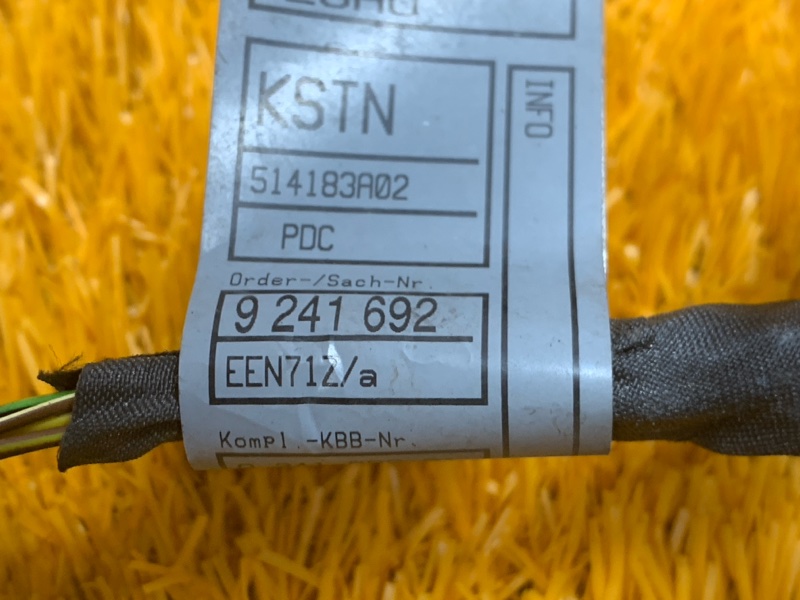 KSTN
INFO
514183A02
PDC
Order-/Sach-Nr.
9 241 692
EEN712/a
Kompl.-KBB-Nr.